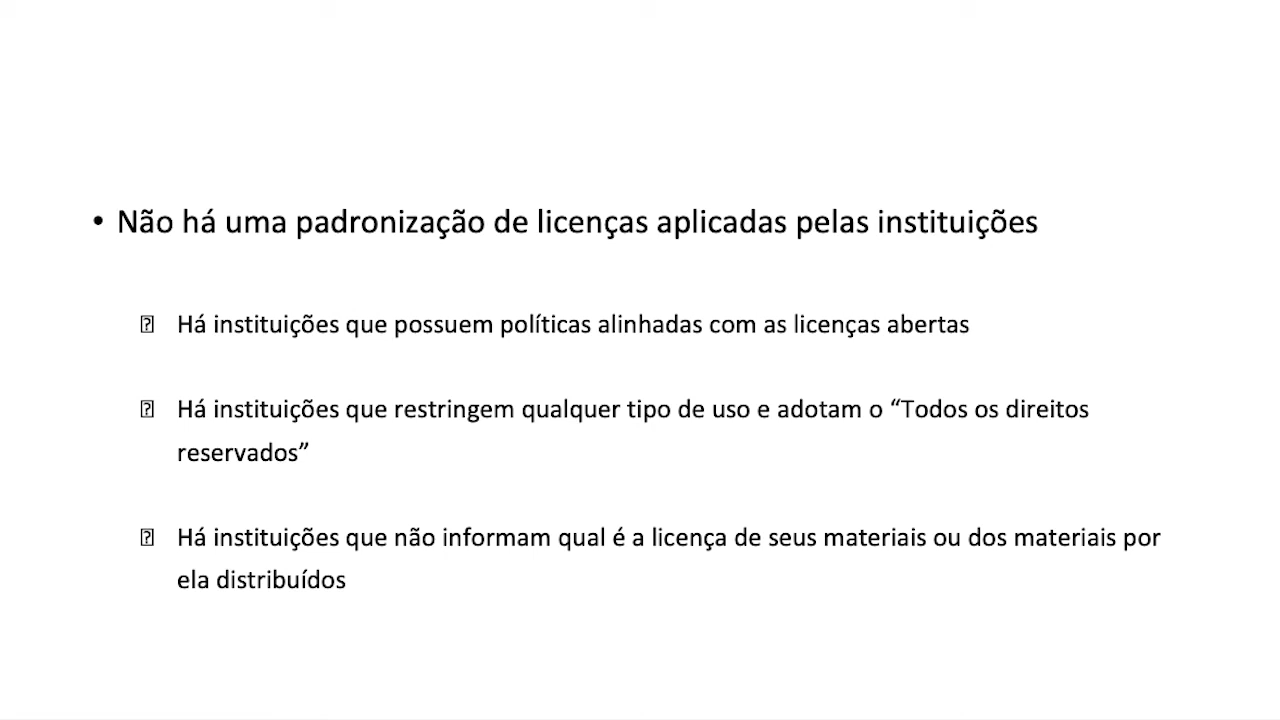 • Não há uma padronização de licenças aplicadas pelas instituições
Há instituições que possuem políticas alinhadas com as licenças abertas
Há instituições que restringem qualquer tipo de uso e adotam o “Todos os direitos
reservados”
Há instituições que não informam qual é a licença de seus materiais ou dos materiais por
ela distribuídos